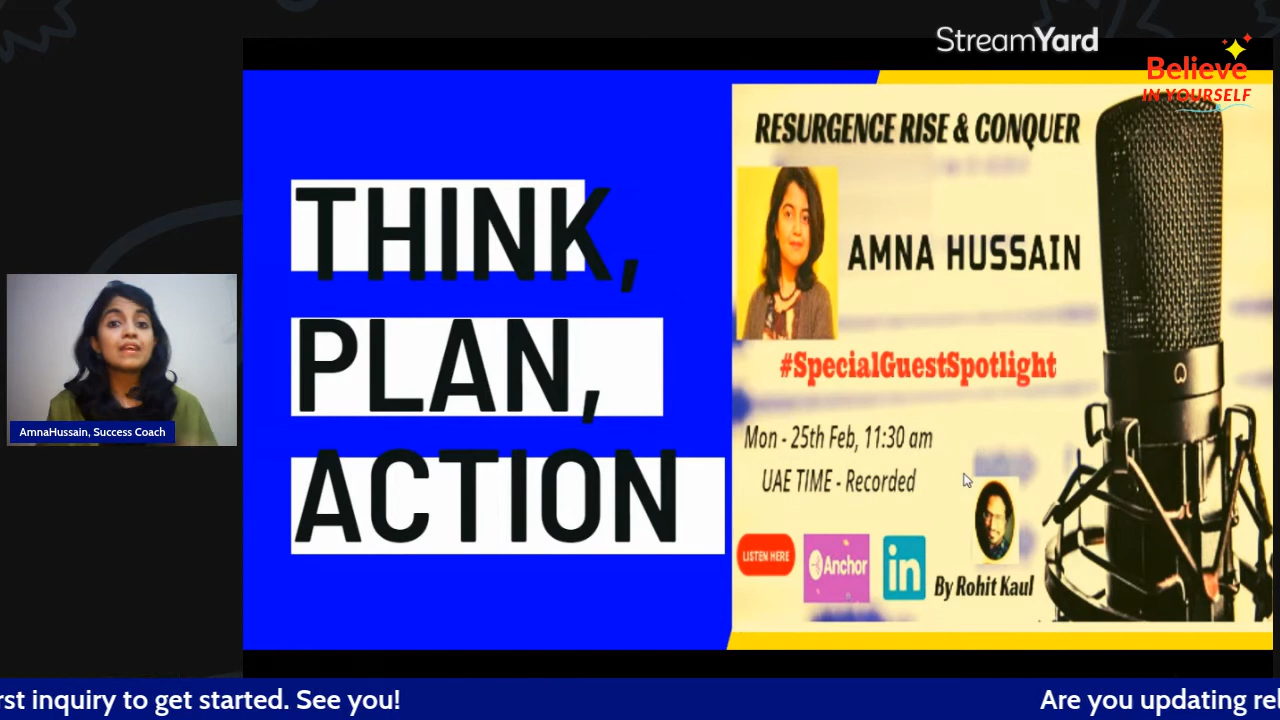 StreamYard
Believe
IN YOURSELF
THINK,
PLAN,
ACTION
RESURGENCE RISE & CONQUER
AMNA HUSSAIN
#SpecialGuestSpotlight
Mon - 25th Feb, 11:30 am
UAE TIME - Recorded
LISTEN HERE
Anchor
in
By Rohit Kaul
AmnaHussain, Success Coach
rst inquiry to get started. See you!
Are you updating rel